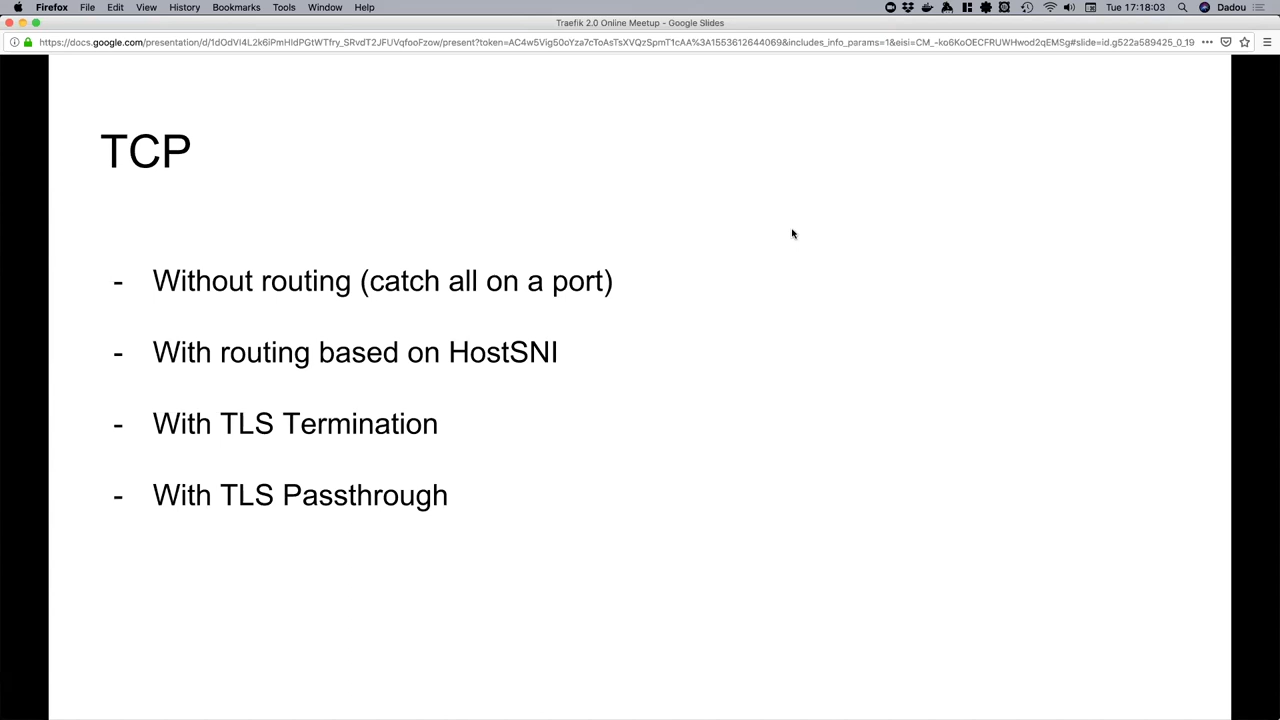 Firefox File Edit View History Bookmarks Tools Window Help Tue 17:18:03 Dadou
Traefik 2.0 Online Meetup - Google Slides
TCP
- Without routing (catch all on a port)
- With routing based on HostSNI
- With TLS Termination
- With TLS Passthrough